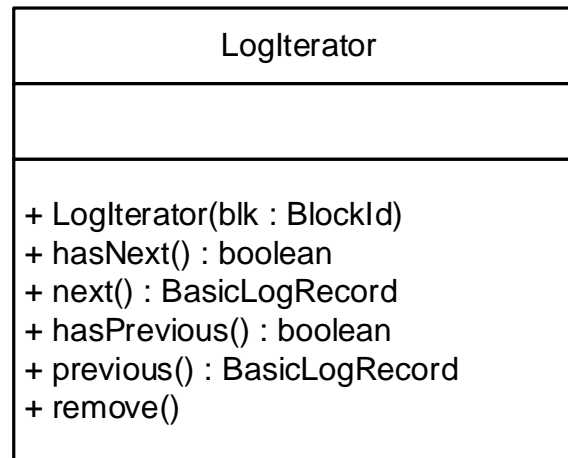 LogIterator
+ LogIterator(blk : BlockId)
+ hasNext() : boolean
+ next() : BasicLogRecord
+ hasPrevious() : boolean
+ previous() : BasicLogRecord
+ remove()